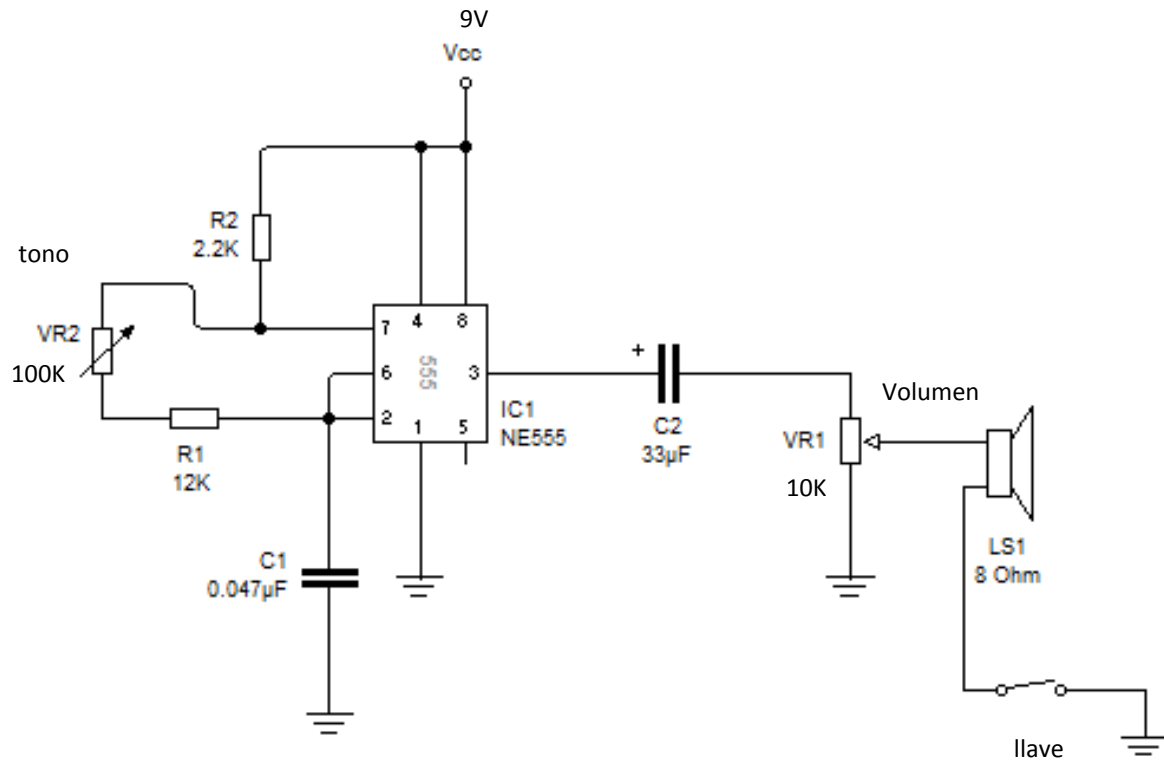 9V
Vcc
R2
2.2K
tono
VR2
100K
R1
12K
7
4
8
6
555
3
2
1
5
IC1
NE555
+
C2
33µF
Volumen
VR1
10K
LS1
8 Ohm
C1
0.047µF
llave